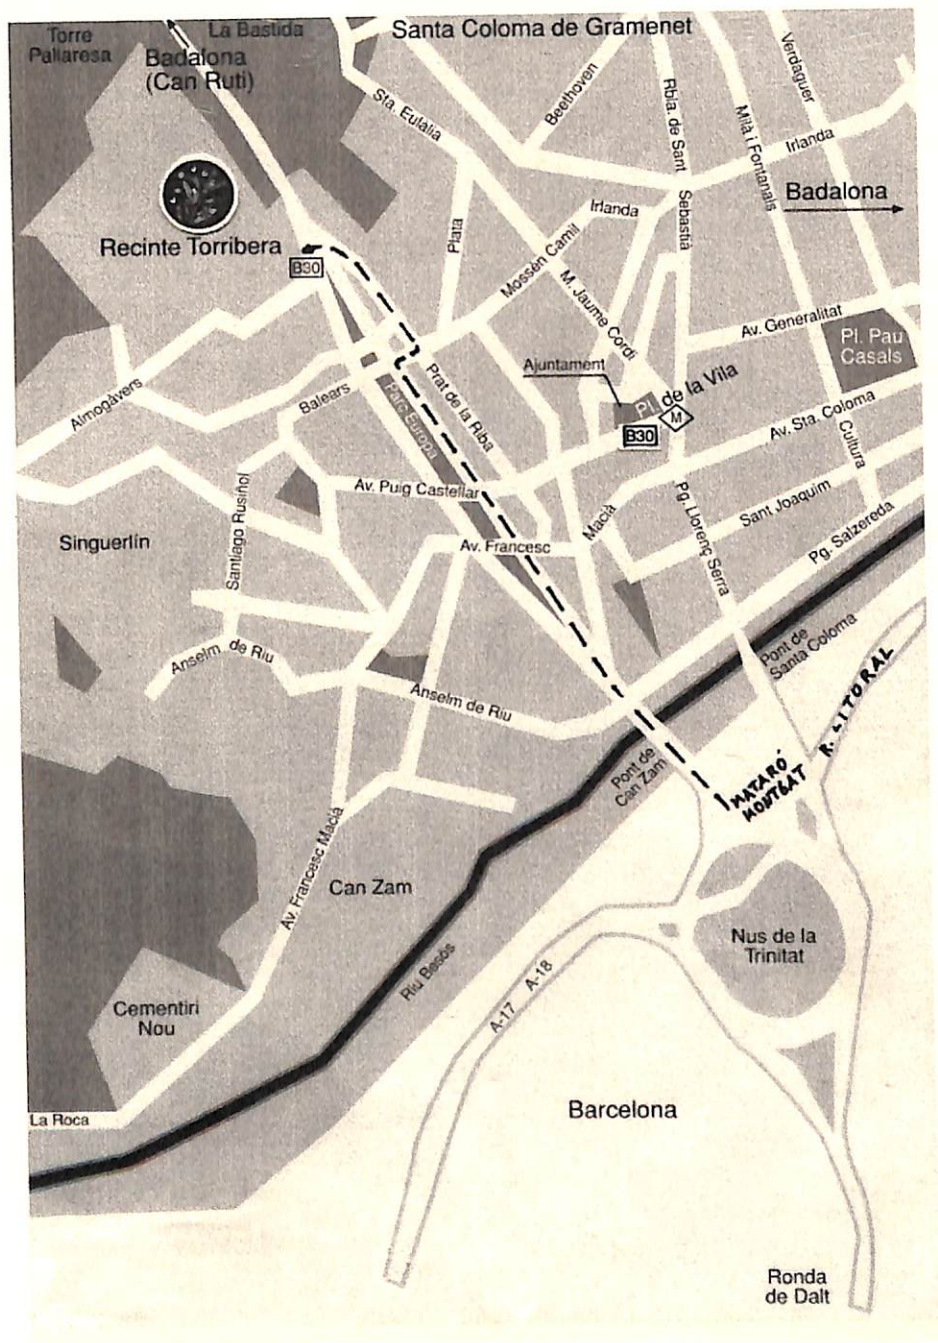 Torre
Pallaresa
La Bastida
Santa Coloma de Gramenet
Badalona
(Can Ruti)
Sta. Eulalia
Beethoven
Rbla. de Sant
Sebastià
Milà i Fontanals
Verdaguer
Irlanda
Badalona
Irlanda
Plata
Mossèn Camil
M. Jaume Cordi
Recinte Torribera
B30
Av. Generalitat
Pl. Pau
Casals
Ajuntament
Pl. de la Vila
M
B30
Almogàvers
Balears
Parc Europa
Prat de la Riba
Av. Sta. Coloma
Cultura
Av. Puig Castellar
Santiago Rusiñol
Macià
Pg. Llorenç Serra
Sant Joaquim
Pg. Salzereda
Singuerlín
Av. Francesc
Anselm de Riu
Anselm de Riu
Pont de
Santa Coloma
R. LITORAL
Pont de
Can Zam
MATARÓ
MONTGAT
Av. Francesc Macià
Can Zam
Riu Besòs
Nus de la
Trinitat
A-18
A-17
Cementiri
Nou
La Roca
Barcelona
Ronda
de Dalt